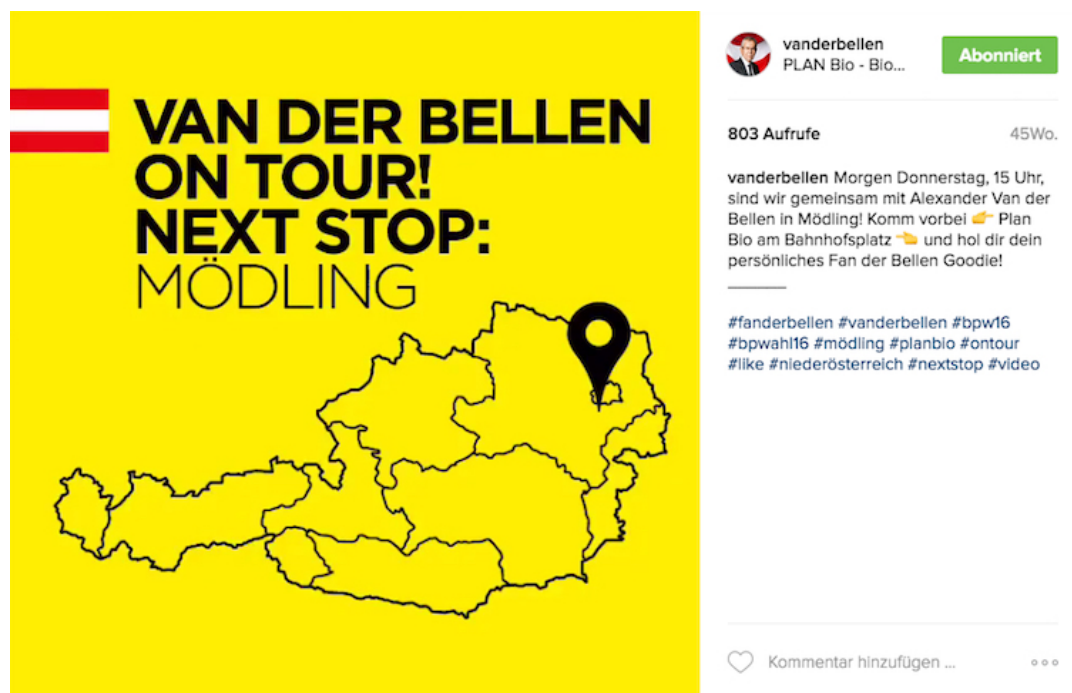 VAN DER BELLEN
ON TOUR!
NEXT STOP:
MÖDLING
vanderbellen
PLAN Bio - Bio...
Abonniert
803 Aufrufe
45Wo.
vanderbellen Morgen Donnerstag, 15 Uhr,
sind wir gemeinsam mit Alexander Van der
Bellen in Mödling! Komm vorbei 👉 Plan
Bio am Bahnhofsplatz 👈 und hol dir dein
persönliches Fan der Bellen Goodie!
#fanderbellen #vanderbellen #bpw16
#bpwahl16 #mödling #planbio #ontour
#like #niederösterreich #nextstop #video
Kommentar hinzufügen ...